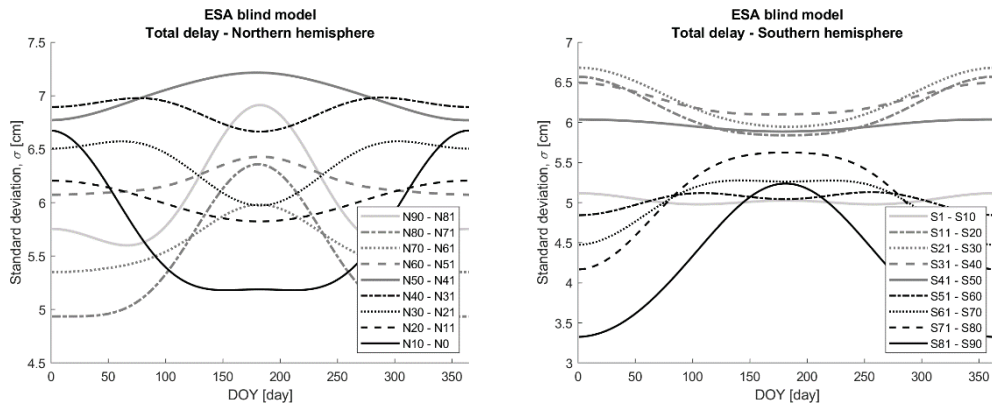 ESA blind model
Total delay - Northern hemisphere
7.5
7
6.5
6
5.5
5
4.5
Standard deviation, σ [cm]
0
50
100
150
200
250
300
350
DOY [day]
N90 - N81
N80 - N71
N70 - N61
N60 - N51
N50 - N41
N40 - N31
N30 - N21
N20 - N11
N10 - N0
ESA blind model
Total delay - Southern hemisphere
7
6.5
6
5.5
5
4.5
4
3.5
3
Standard deviation, σ [cm]
0
50
100
150
200
250
300
350
DOY [day]
S1 - S10
S11 - S20
S21 - S30
S31 - S40
S41 - S50
S51 - S60
S61 - S70
S71 - S80
S81 - S90